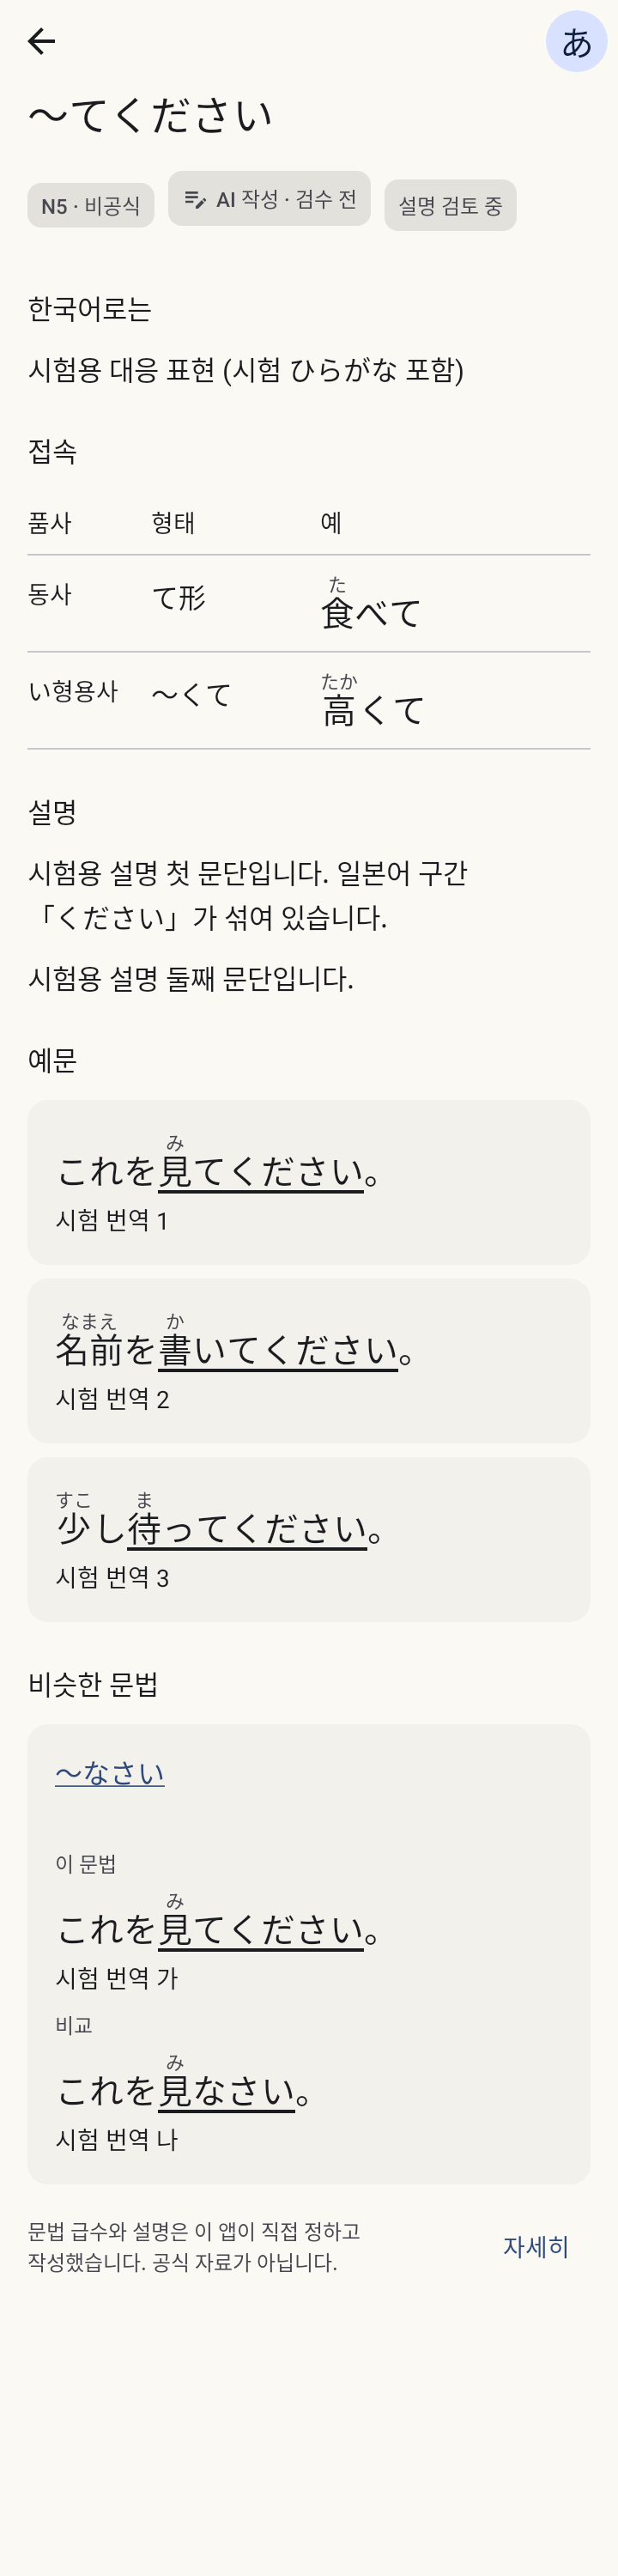 あ
〜てください
N5 · 비공식
AI 작성 · 검수 전
설명 검토 중
한국어로는
시험용 대응 표현 (시험 ひらがな 포함)
접속
품사 형태 예
た
동사 て形 食べて
たか
い형용사 〜くて 高くて
설명
시험용 설명 첫 문단입니다. 일본어 구간
「ください」가 섞여 있습니다.
시험용 설명 둘째 문단입니다.
예문
み
これを見てください。
시험 번역 1
なまえ か
名前を書いてください。
시험 번역 2
すこ ま
少し待ってください。
시험 번역 3
비슷한 문법
〜なさい
이 문법
み
これを見てください。
시험 번역 가
비교
み
これを見なさい。
시험 번역 나
문법 급수와 설명은 이 앱이 직접 정하고
작성했습니다. 공식 자료가 아닙니다.
자세히